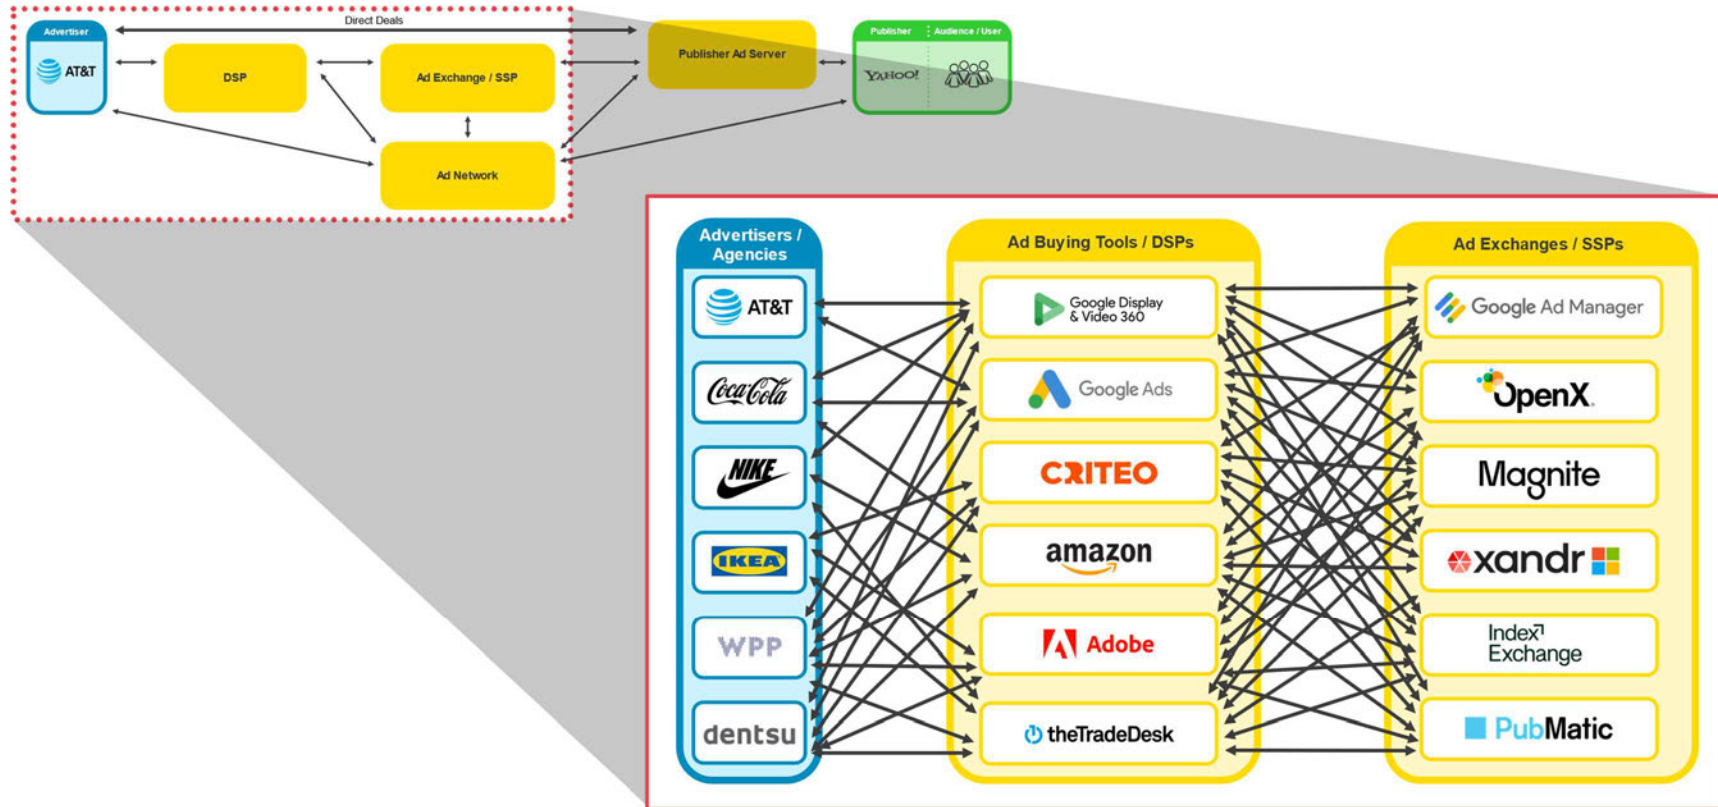 Direct Deals
Advertiser
AT&T
DSP
Ad Exchange / SSP
Ad Network
Publisher Ad Server
Publisher
Audience / User
YAHOO!
Advertisers /
Agencies
AT&T
Coca-Cola
NIKE
IKEA
WPP
dentsu
Ad Buying Tools / DSPs
Google Display
& Video 360
Google Ads
CRITEO
amazon
Adobe
theTradeDesk
Ad Exchanges / SSPs
Google Ad Manager
OpenX
Magnite
xandr
Index
Exchange
PubMatic